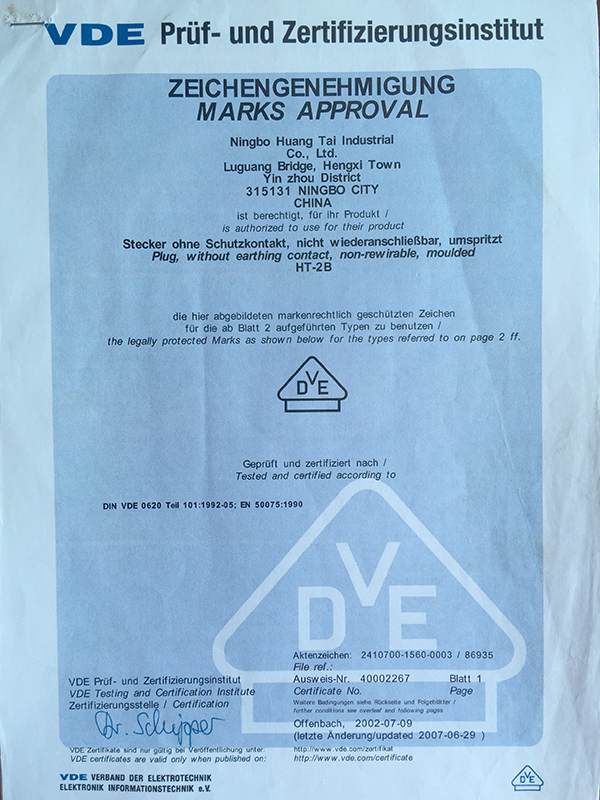 VDE Prüf- und Zertifizierungsinstitut
ZEICHENGENEHMIGUNG
MARKS APPROVAL
Ningbo Huang Tai Industrial
Co., Ltd.
Luguang Bridge, Hengxi Town
Yin zhou District
315131 NINGBO CITY
CHINA
ist berechtigt, für ihr Produkt /
is authorized to use for their product
Stecker ohne Schutzkontakt, nicht wiederanschließbar, umspritzt
Plug, without earthing contact, non-rewirable, moulded
HT-2B
die hier abgebildeten markenrechtlich geschützten Zeichen
für die ab Blatt 2 aufgeführten Typen zu benutzen /
the legally protected Marks as shown below for the types referred to on page 2 ff.
DVE
Geprüft und zertifiziert nach /
Tested and certified according to
DIN VDE 0620 Teil 101:1992-05; EN 50075:1990
DVE
Aktenzeichen: 2410700-1560-0003 / 86935
File ref.:
VDE Prüf- und Zertifizierungsinstitut Ausweis-Nr. 40002267 Blatt 1
VDE Testing and Certification Institute Certificate No. Page
Zertifizierungsstelle / Certification Weitere Bedingungen siehe Rückseite und Folgeblätter /
further conditions see overleaf and following pages
Dr. Schipper Offenbach, 2002-07-09
(letzte Änderung/updated 2007-06-29 )
VDE Zertifikate sind nur gültig bei Veröffentlichung unter: http://www.vde.com/zertifikat
VDE certificates are valid only when published on: http://www.vde.com/certificate
VDE VERBAND DER ELEKTROTECHNIK
ELEKTRONIK INFORMATIONSTECHNIK e.V.
DVE